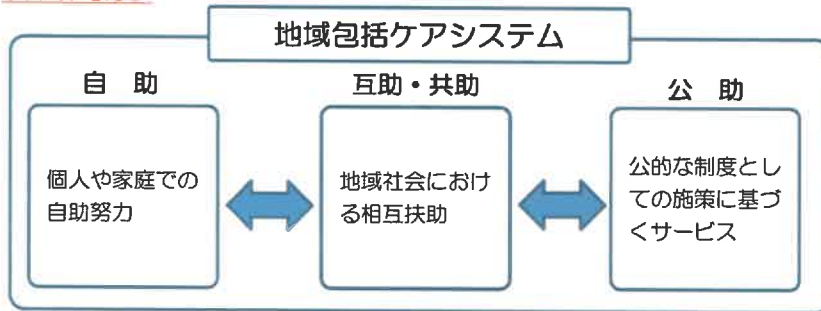 地域包括ケアシステム
自 助
互助・共助
公 助
個人や家庭での
自助努力
地域社会におけ
る相互扶助
公的な制度とし
ての施策に基づ
くサービス